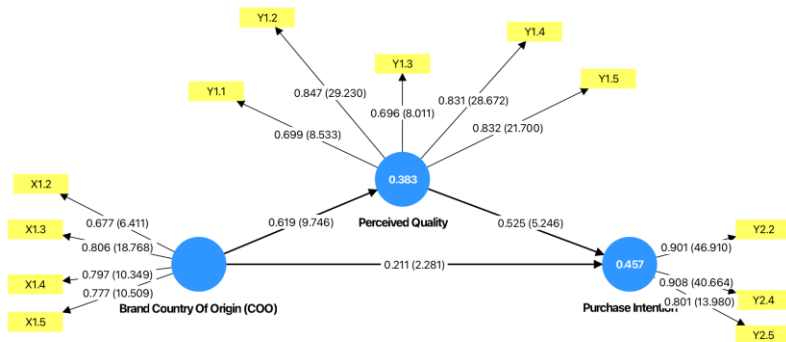 Y1.2
Y1.4
Y1.3
Y1.5
Y1.1
0.847 (29.230)
0.831 (28.672)
0.696 (8.011)
0.832 (21.700)
0.699 (8.533)
0.383
X1.2
0.677 (6.411)
0.619 (9.746)
Perceived Quality
0.525 (5.246)
X1.3
0.806 (18.768)
Y2.2
0.901 (46.910)
0.211 (2.281)
0.457
X1.4
0.797 (10.349)
0.777 (10.509)
0.908 (40.664)
Y2.4
0.801 (13.980)
X1.5
Brand Country Of Origin (COO)
Purchase Intention
Y2.5